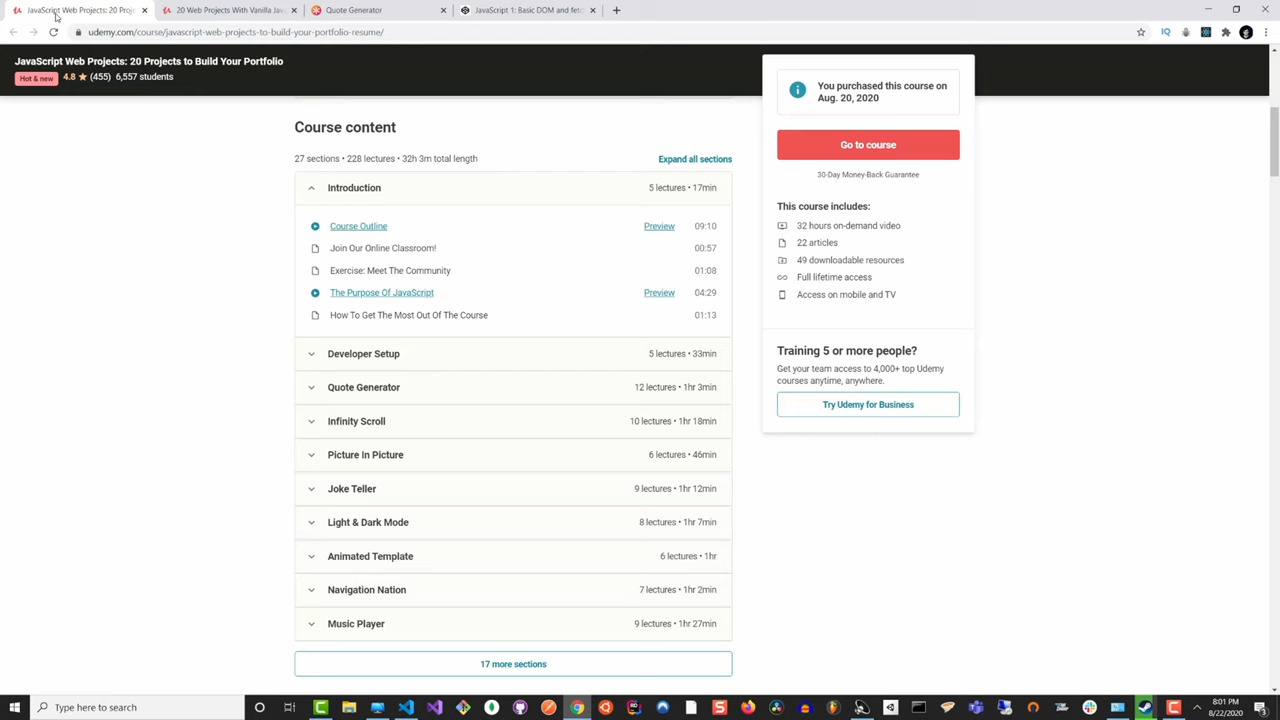 JavaScript Web Projects: 20 Proje
20 Web Projects With Vanilla Jav
Quote Generator
JavaScript 1: Basic DOM and fetc
udemy.com/course/javascript-web-projects-to-build-your-portfolio-resume/
IQ
JavaScript Web Projects: 20 Projects to Build Your Portfolio
Hot & new
4.8 ★ (455) 6,557 students
You purchased this course on
Aug. 20, 2020
Go to course
30-Day Money-Back Guarantee
This course includes:
32 hours on-demand video
22 articles
49 downloadable resources
Full lifetime access
Access on mobile and TV
Training 5 or more people?
Get your team access to 4,000+ top Udemy
courses anytime, anywhere.
Try Udemy for Business
Course content
27 sections • 228 lectures • 32h 3m total length
Expand all sections
Introduction 5 lectures • 17min
Course Outline Preview 09:10
Join Our Online Classroom! 00:57
Exercise: Meet The Community 01:08
The Purpose Of JavaScript Preview 04:29
How To Get The Most Out Of The Course 01:13
Developer Setup 5 lectures • 33min
Quote Generator 12 lectures • 1hr 3min
Infinity Scroll 10 lectures • 1hr 18min
Picture In Picture 6 lectures • 46min
Joke Teller 9 lectures • 1hr 12min
Light & Dark Mode 8 lectures • 1hr 7min
Animated Template 6 lectures • 1hr
Navigation Nation 7 lectures • 1hr 2min
Music Player 9 lectures • 1hr 27min
17 more sections
Type here to search
8:01 PM
8/22/2020